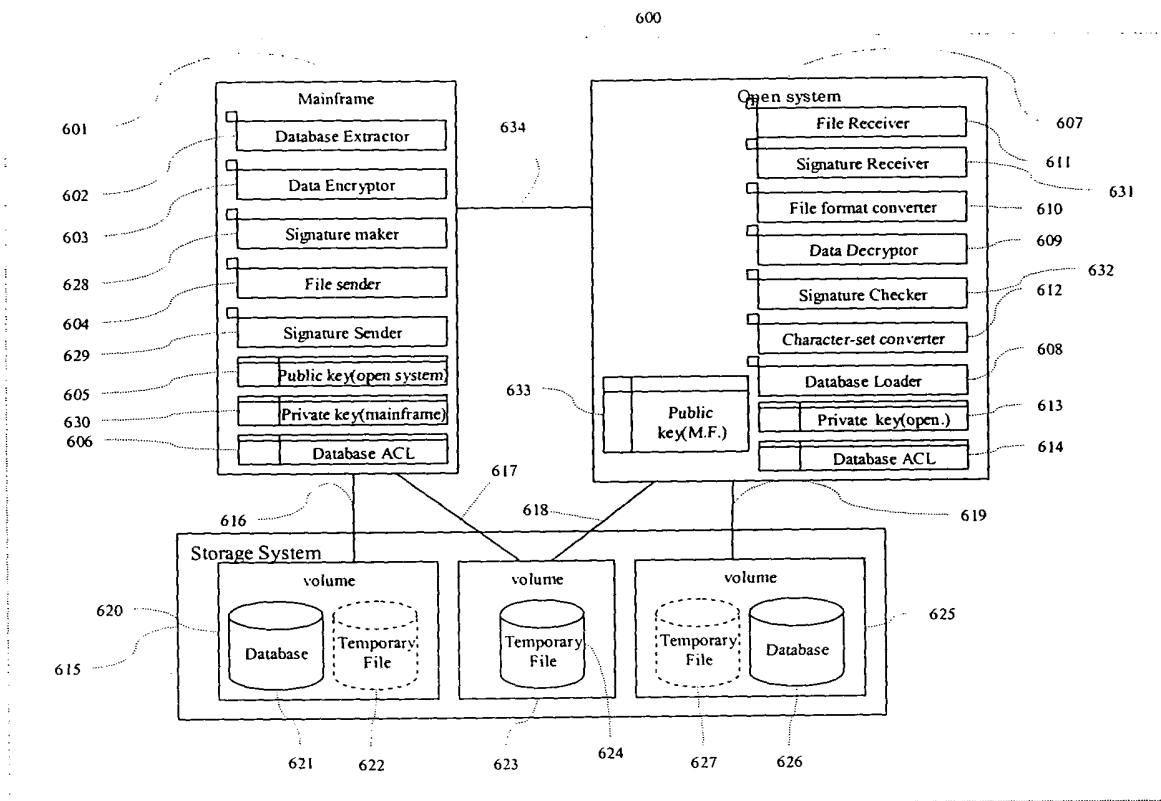 600
Mainframe
Open system
601
602
603
628
604
629
605
630
606
Database Extractor
Data Encryptor
Signature maker
File sender
Signature Sender
Public key(open system)
Private key(mainframe)
Database ACL
634
File Receiver
Signature Receiver
File format converter
Data Decryptor
Signature Checker
Character-set converter
Database Loader
Private key(open.)
Database ACL
633
Public
key(M.F.)
607
611
631
610
609
632
612
608
613
614
616
617
618
619
Storage System
volume
volume
volume
620
615
Database
Temporary
File
Temporary
File
Temporary
File
Database
625
621
622
623
624
627
626